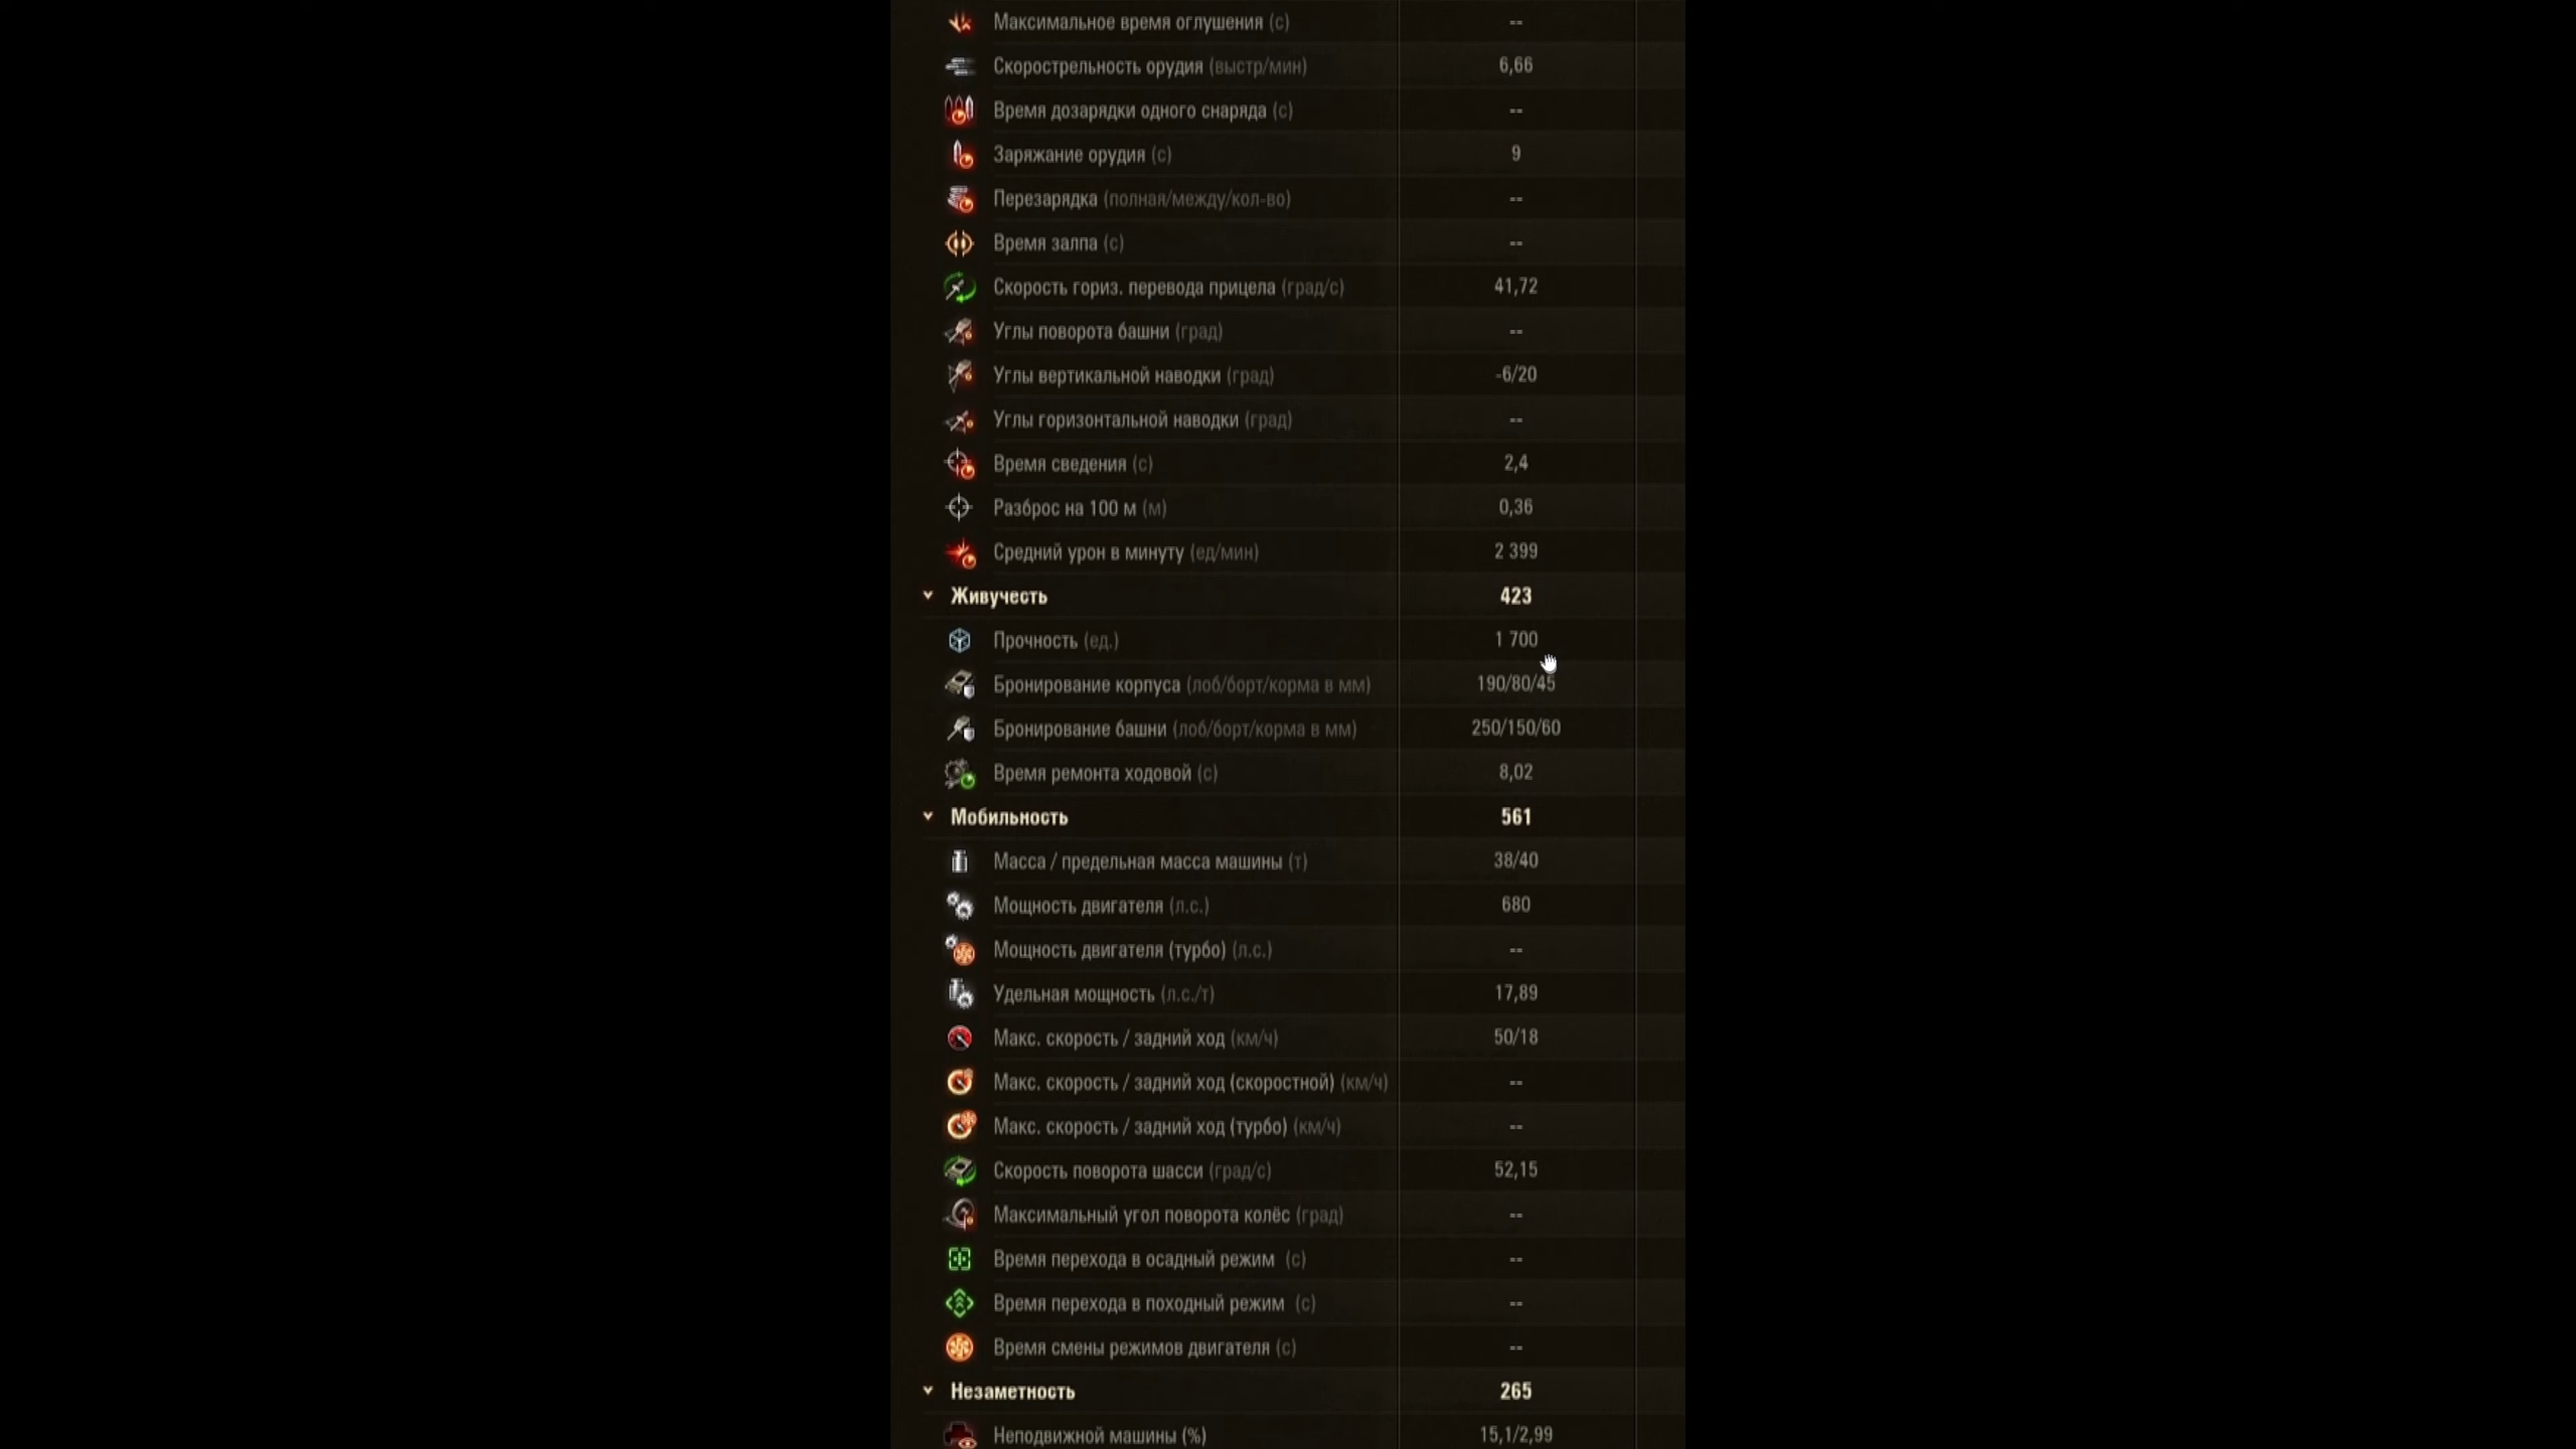 Максимальное время оглушения (с) --
Скорострельность орудия (выстр/мин) 6,66
Время дозарядки одного снаряда (с) --
Заряжание орудия (с) 9
Перезарядка (полная/между/кол-во) --
Время залпа (с) --
Скорость гориз. перевода прицела (град/с) 41,72
Углы поворота башни (град) --
Углы вертикальной наводки (град) -6/20
Углы горизонтальной наводки (град) --
Время сведения (с) 2,4
Разброс на 100 м (м) 0,36
Средний урон в минуту (ед/мин) 2 399
Живучесть 423
Прочность (ед.) 1 700
Бронирование корпуса (лоб/борт/корма в мм) 190/80/45
Бронирование башни (лоб/борт/корма в мм) 250/150/60
Время ремонта ходовой (с) 8,02
Мобильность 561
Масса / предельная масса машины (т) 38/40
Мощность двигателя (л.с.) 680
Мощность двигателя (турбо) (л.с.) --
Удельная мощность (л.с./т) 17,89
Макс. скорость / задний ход (км/ч) 50/18
Макс. скорость / задний ход (скоростной) (км/ч) --
Макс. скорость / задний ход (турбо) (км/ч) --
Скорость поворота шасси (град/с) 52,15
Максимальный угол поворота колёс (град) --
Время перехода в осадный режим (с) --
Время перехода в походный режим (с) --
Время смены режимов двигателя (с) --
Незаметность 265
Неподвижной машины (%) 15,1/2,99